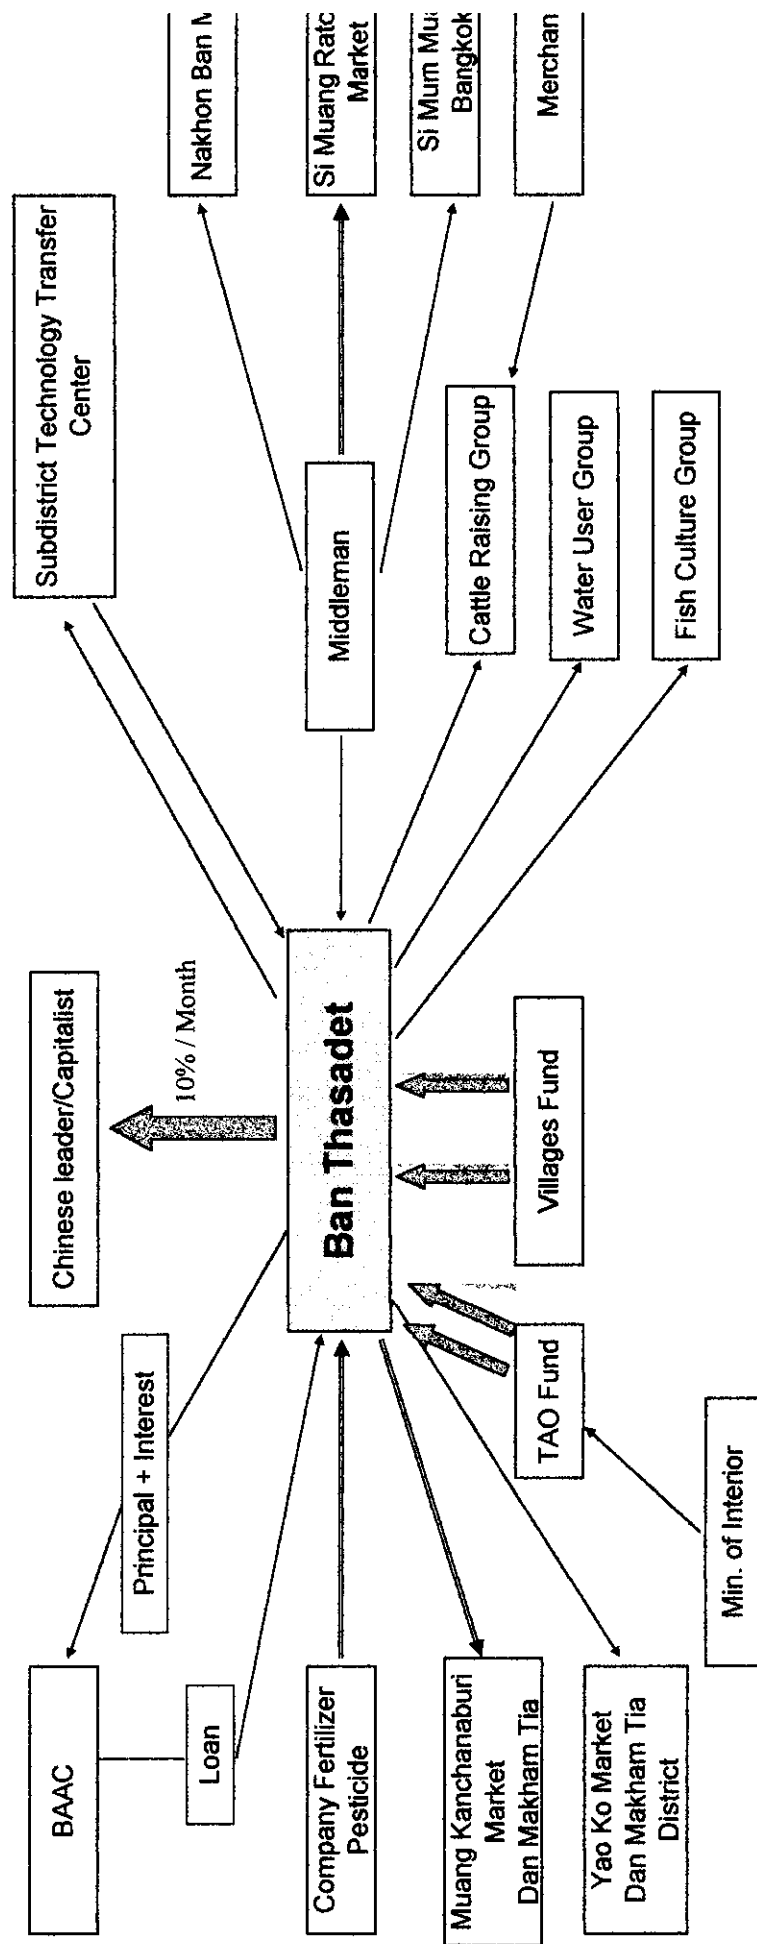 BAAC
Principal + Interest
Chinese leader/Capitalist
Subdistrict Technology Transfer
Center
Loan
10% / Month
Nakhon Ban M
Company Fertilizer
Pesticide
Ban Thasadet
Middleman
Si Muang Ratc
Market
Si Mum Mua
Bangkok
Muang Kanchanaburi
Market
Dan Makham Tia
Cattle Raising Group
Merchan
Yao Ko Market
Dan Makham Tia
District
TAO Fund
Villages Fund
Water User Group
Fish Culture Group
Min. of Interior